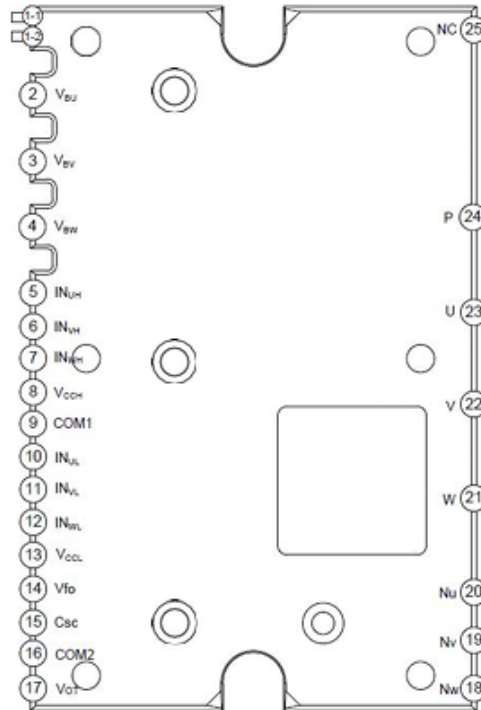 1-1
1-2
2 VBU
3 VBV
4 VBW
5 INUH
6 INVH
7 INWH
8 VCCH
9 COM1
10 INUL
11 INVL
12 INWL
13 VCCL
14 Vfo
15 Csc
16 COM2
17 VOT
NC 25
P 24
U 23
V 22
W 21
Nu 20
Nv 19
Nw 18